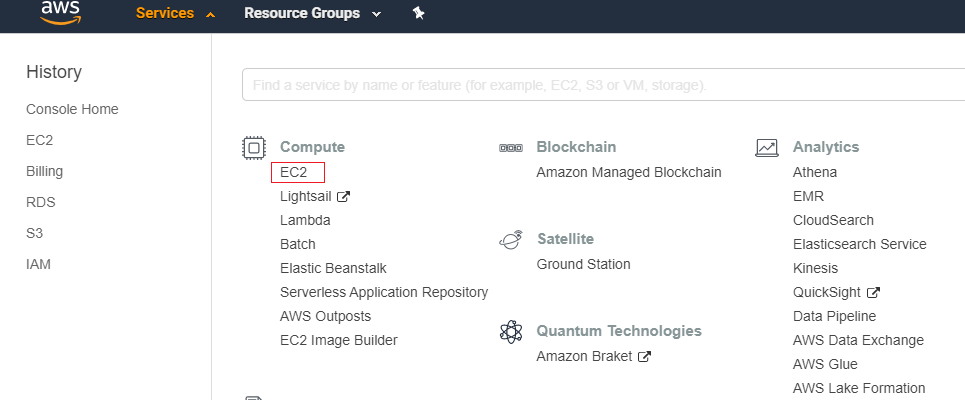 aws
Services
Resource Groups
History
Console Home
EC2
Billing
RDS
S3
IAM
Find a service by name or feature (for example, EC2, S3 or VM, storage).
Compute
EC2
Lightsail
Lambda
Batch
Elastic Beanstalk
Serverless Application Repository
AWS Outposts
EC2 Image Builder
Blockchain
Amazon Managed Blockchain
Satellite
Ground Station
Quantum Technologies
Amazon Braket
Analytics
Athena
EMR
CloudSearch
Elasticsearch Service
Kinesis
QuickSight
Data Pipeline
AWS Data Exchange
AWS Glue
AWS Lake Formation